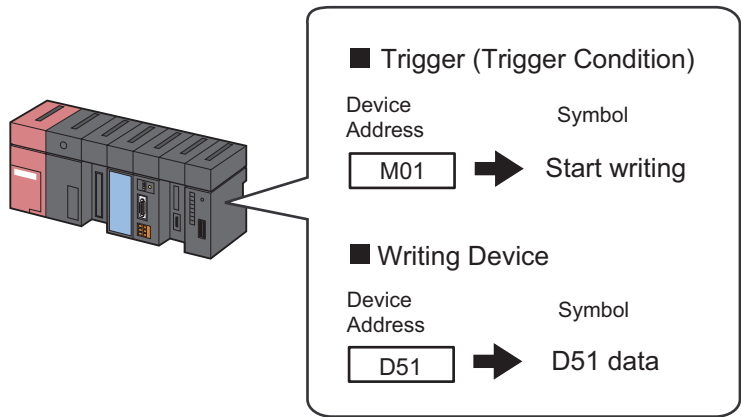 ■ Trigger (Trigger Condition)
Device
Address
Symbol
M01
Start writing
■ Writing Device
Device
Address
Symbol
D51
D51 data